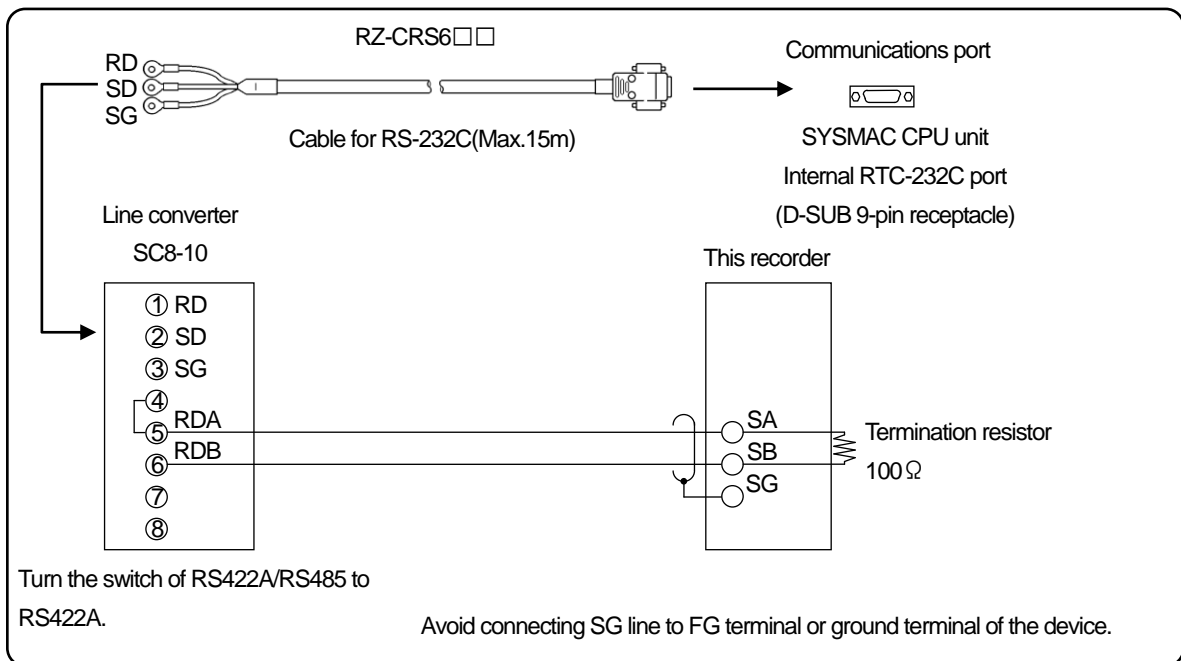 RZ-CRS6□□
RD
SD
SG
Cable for RS-232C(Max.15m)
Communications port
SYSMAC CPU unit
Internal RTC-232C port
(D-SUB 9-pin receptacle)
Line converter
SC8-10
① RD
② SD
③ SG
④
⑤ RDA
⑥ RDB
⑦
⑧
This recorder
SA
SB
SG
Termination resistor
100Ω
Turn the switch of RS422A/RS485 to
RS422A.
Avoid connecting SG line to FG terminal or ground terminal of the device.